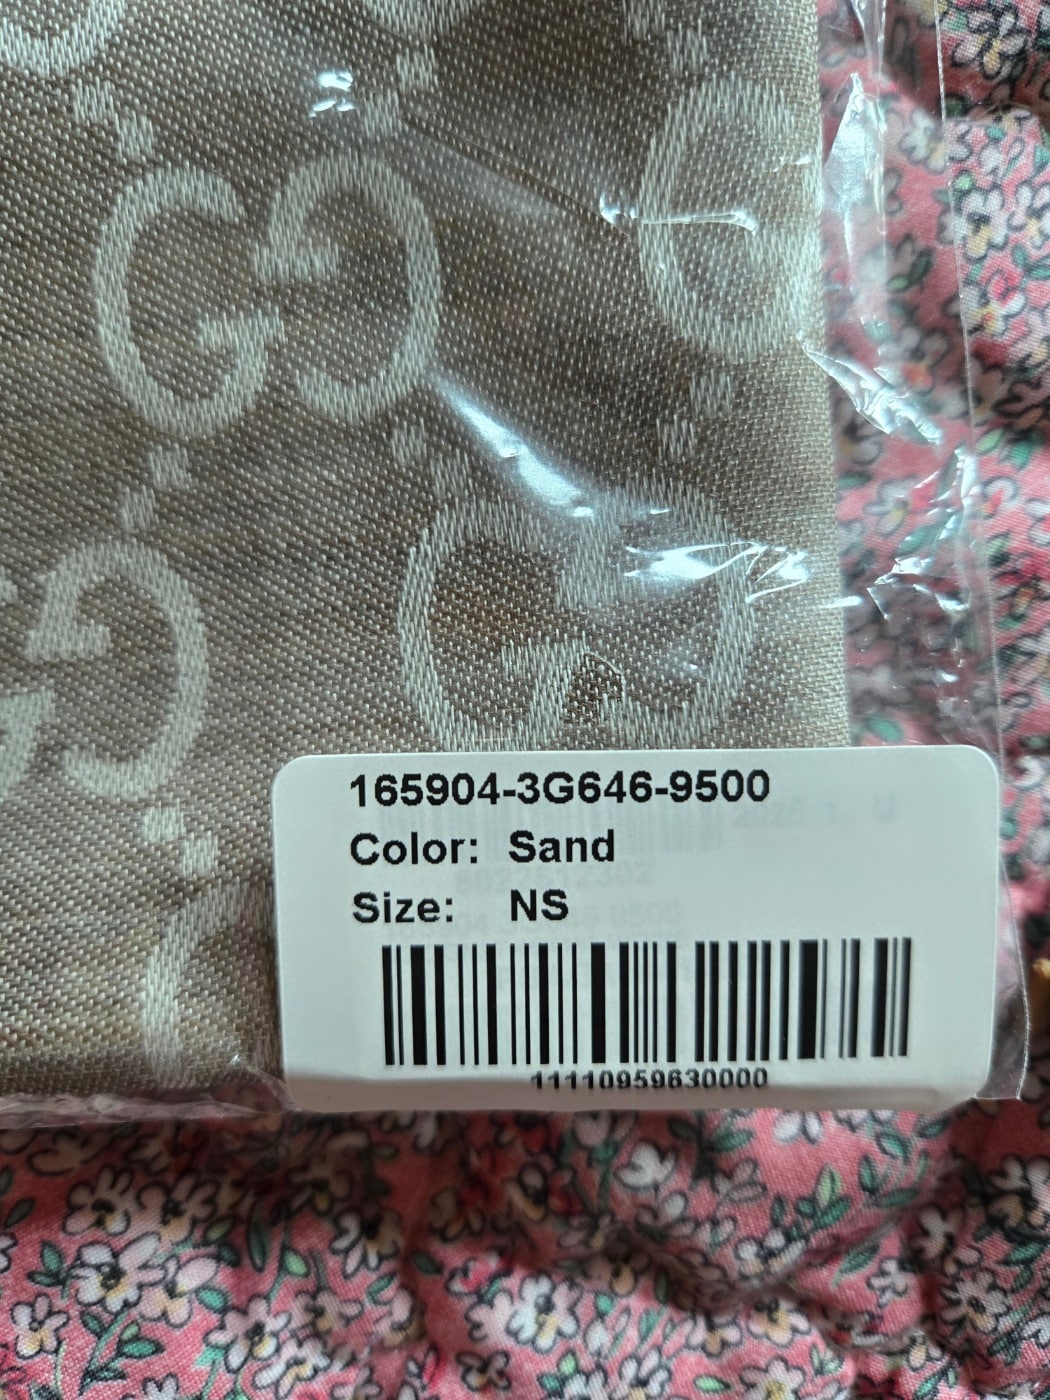 165904-3G646-9500
Color: Sand
Size: NS
11110959630000